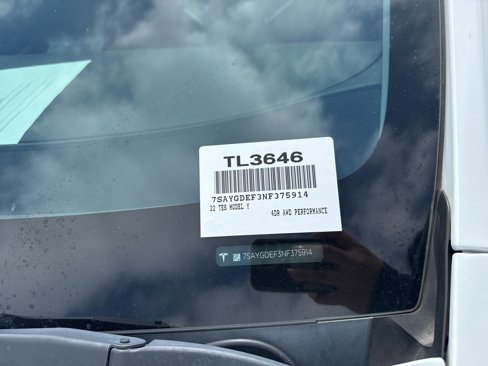 TL3646
7SAYGDEF3NF375914
22 TES MODEL !
4DR AWD PERFORMANCE
7SAYGDEF3NF375914